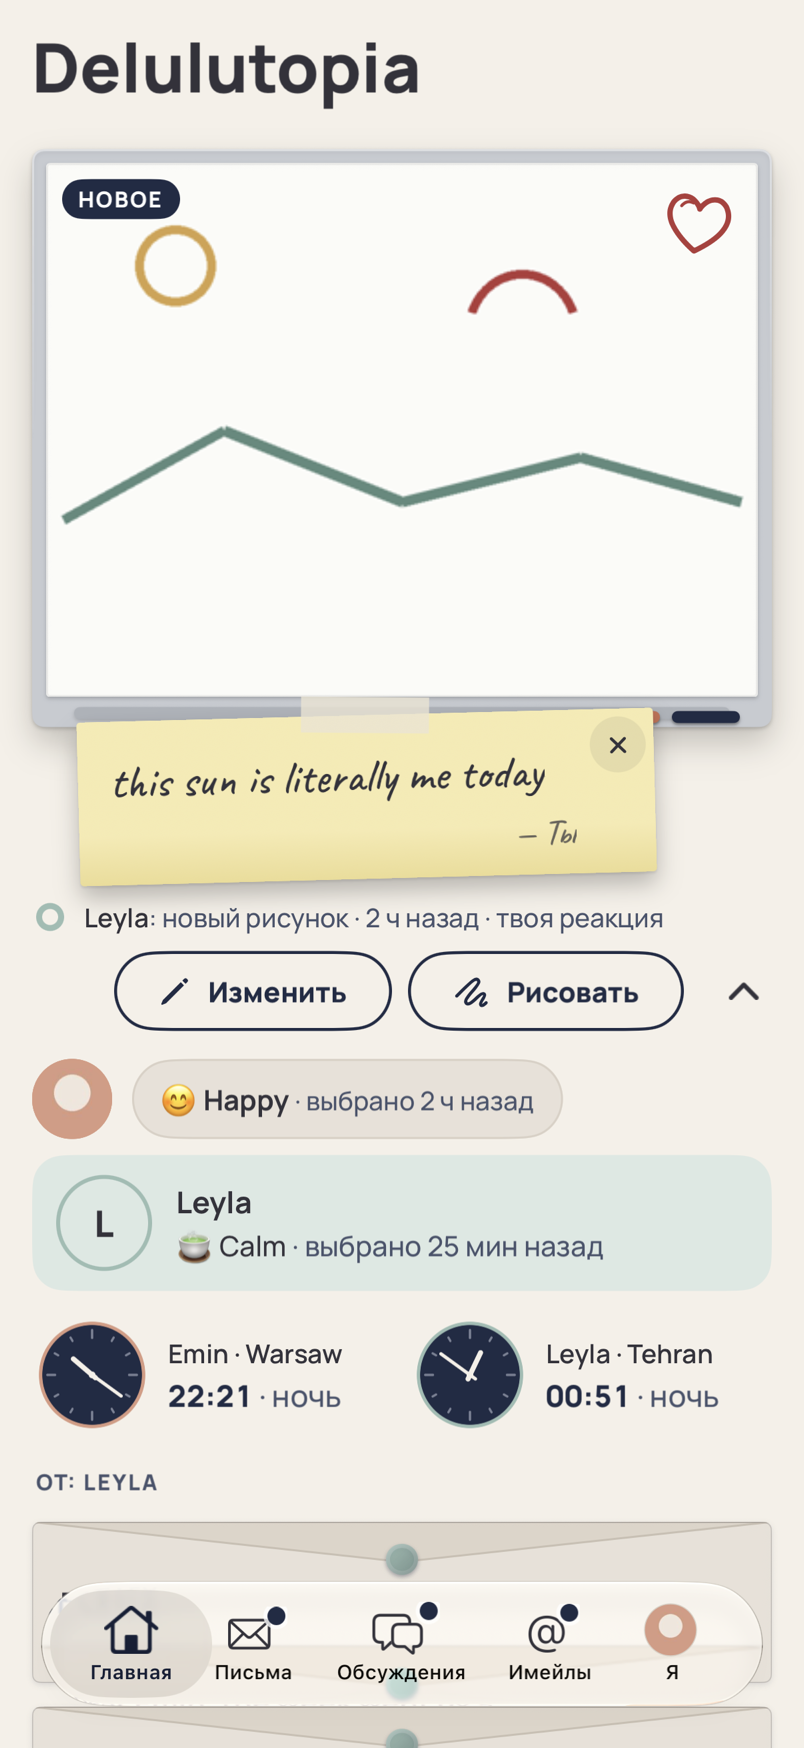 Delulutopia
НОВОЕ
this sun is literally me today
— Ты
Leyla: новый рисунок · 2 ч назад · твоя реакция
Изменить
Рисовать
😊 Happy · выбрано 2 ч назад
L
Leyla
🍵 Calm · выбрано 25 мин назад
Emin · Warsaw
22:21 · ночь
Leyla · Tehran
00:51 · ночь
ОТ: LEYLA
Главная
Письма
Обсуждения
Имейлы
Я